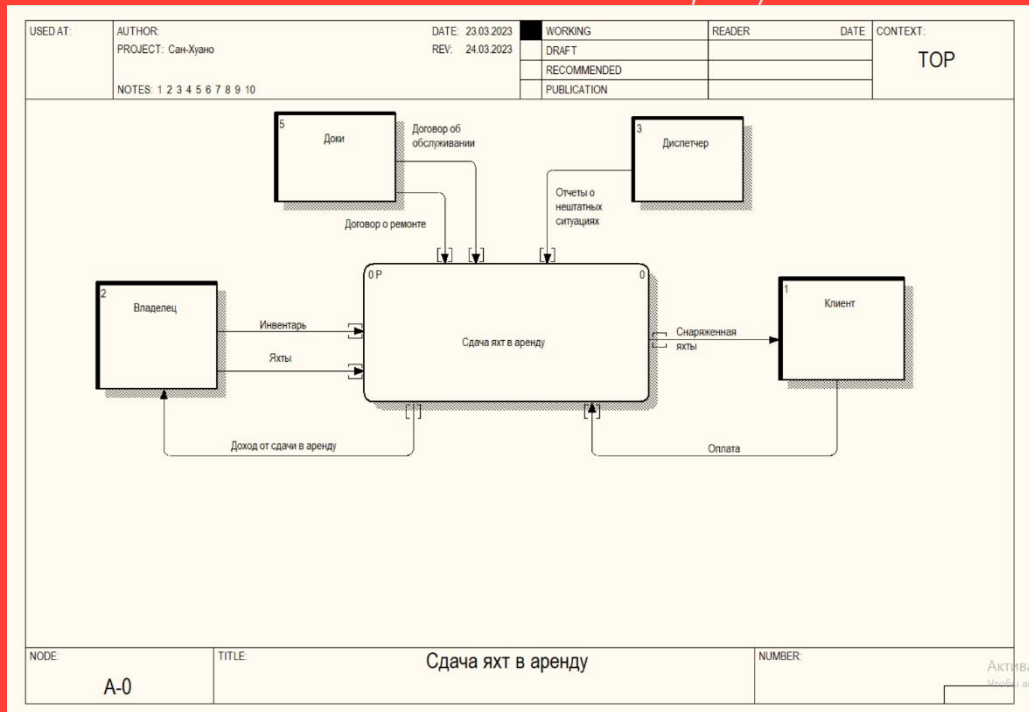 USED AT:
AUTHOR:
DATE: 23.03.2023
WORKING
READER
DATE
CONTEXT:
PROJECT: Сан-Хуано
REV: 24.03.2023
DRAFT
TOP
RECOMMENDED
NOTES: 1 2 3 4 5 6 7 8 9 10
PUBLICATION
5
Доки
Договор об
обслуживании
3
Диспетчер
Отчеты о
нештатных
ситуациях
Договор о ремонте
0 P
0
2
Владелец
Инвентарь
Яхты
Сдача яхт в аренду
Снаряженная
яхты
1
Клиент
Доход от сдачи в аренду
Оплата
NODE:
TITLE:
NUMBER:
A-0
Сдача яхт в аренду